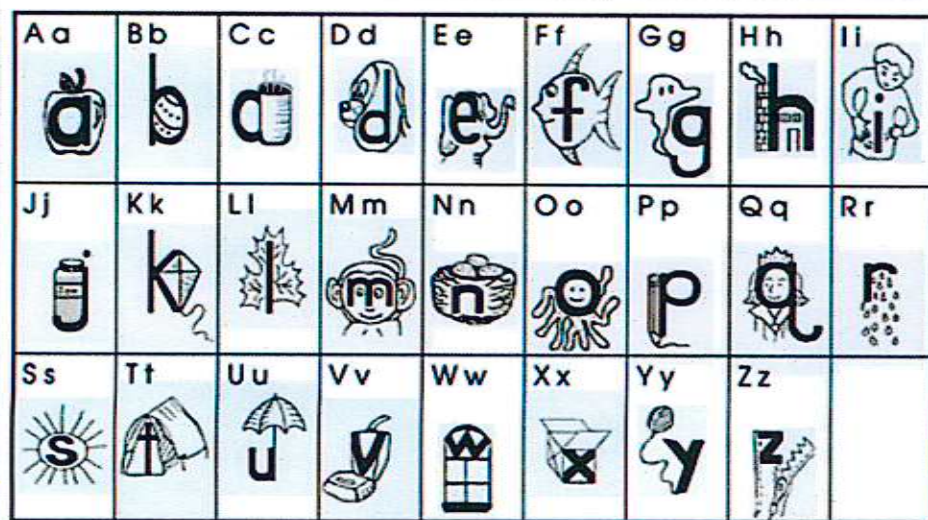 Aa Bb Cc Dd Ee Ff Gg Hh Ii
a b c d e f g h i
Jj Kk Ll Mm Nn Oo Pp Qq Rr
j k l m n o p q r
Ss Tt Uu Vv Ww Xx Yy Zz
s t u v w x y z